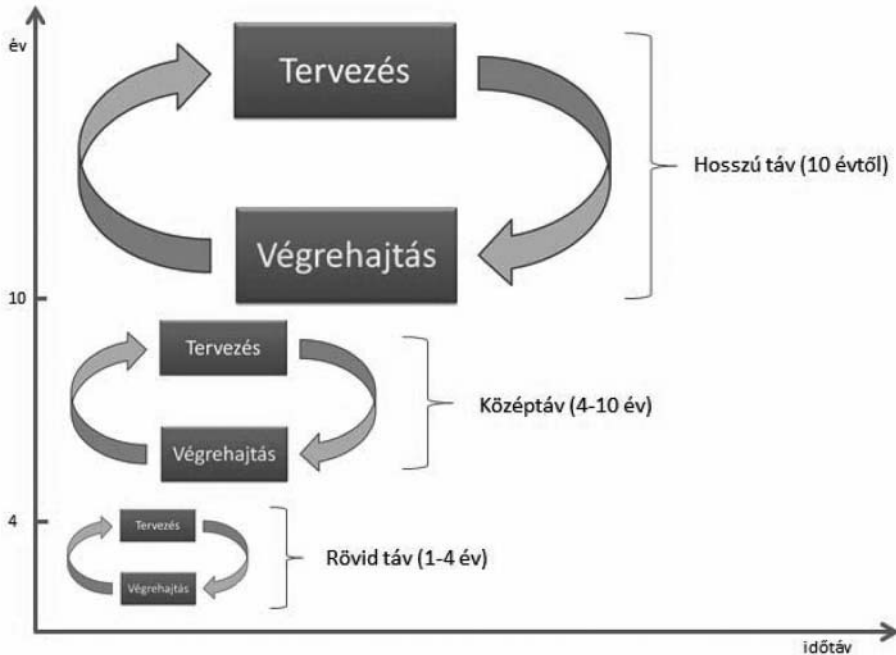 év
Tervezés
Hosszú táv (10 évtől)
Végrehajtás
10
Tervezés
Középtáv (4-10 év)
Végrehajtás
4
Tervezés
Rövid táv (1-4 év)
Végrehajtás
időtáv